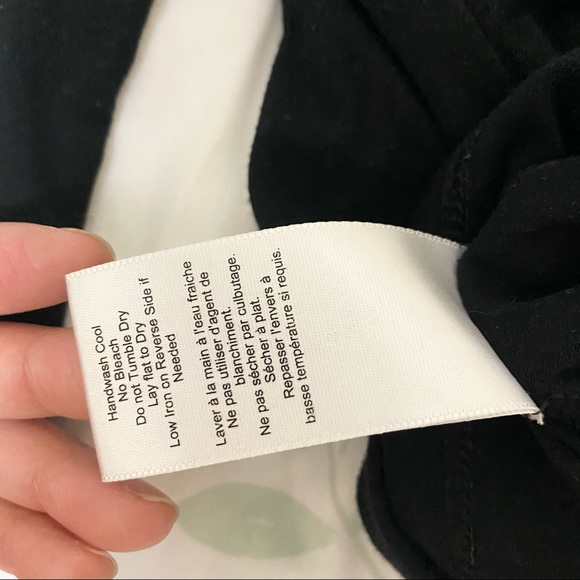 Handwash Cool
No Bleach
Do not Tumble Dry
Lay flat to Dry
Low Iron on Reverse Side if
Needed
Laver à la main à l'eau fraiche
Ne pas utiliser d'agent de
blanchiment.
Ne pas sécher par culbutage.
Sécher à plat.
Repasser l'envers à
basse température si requis.